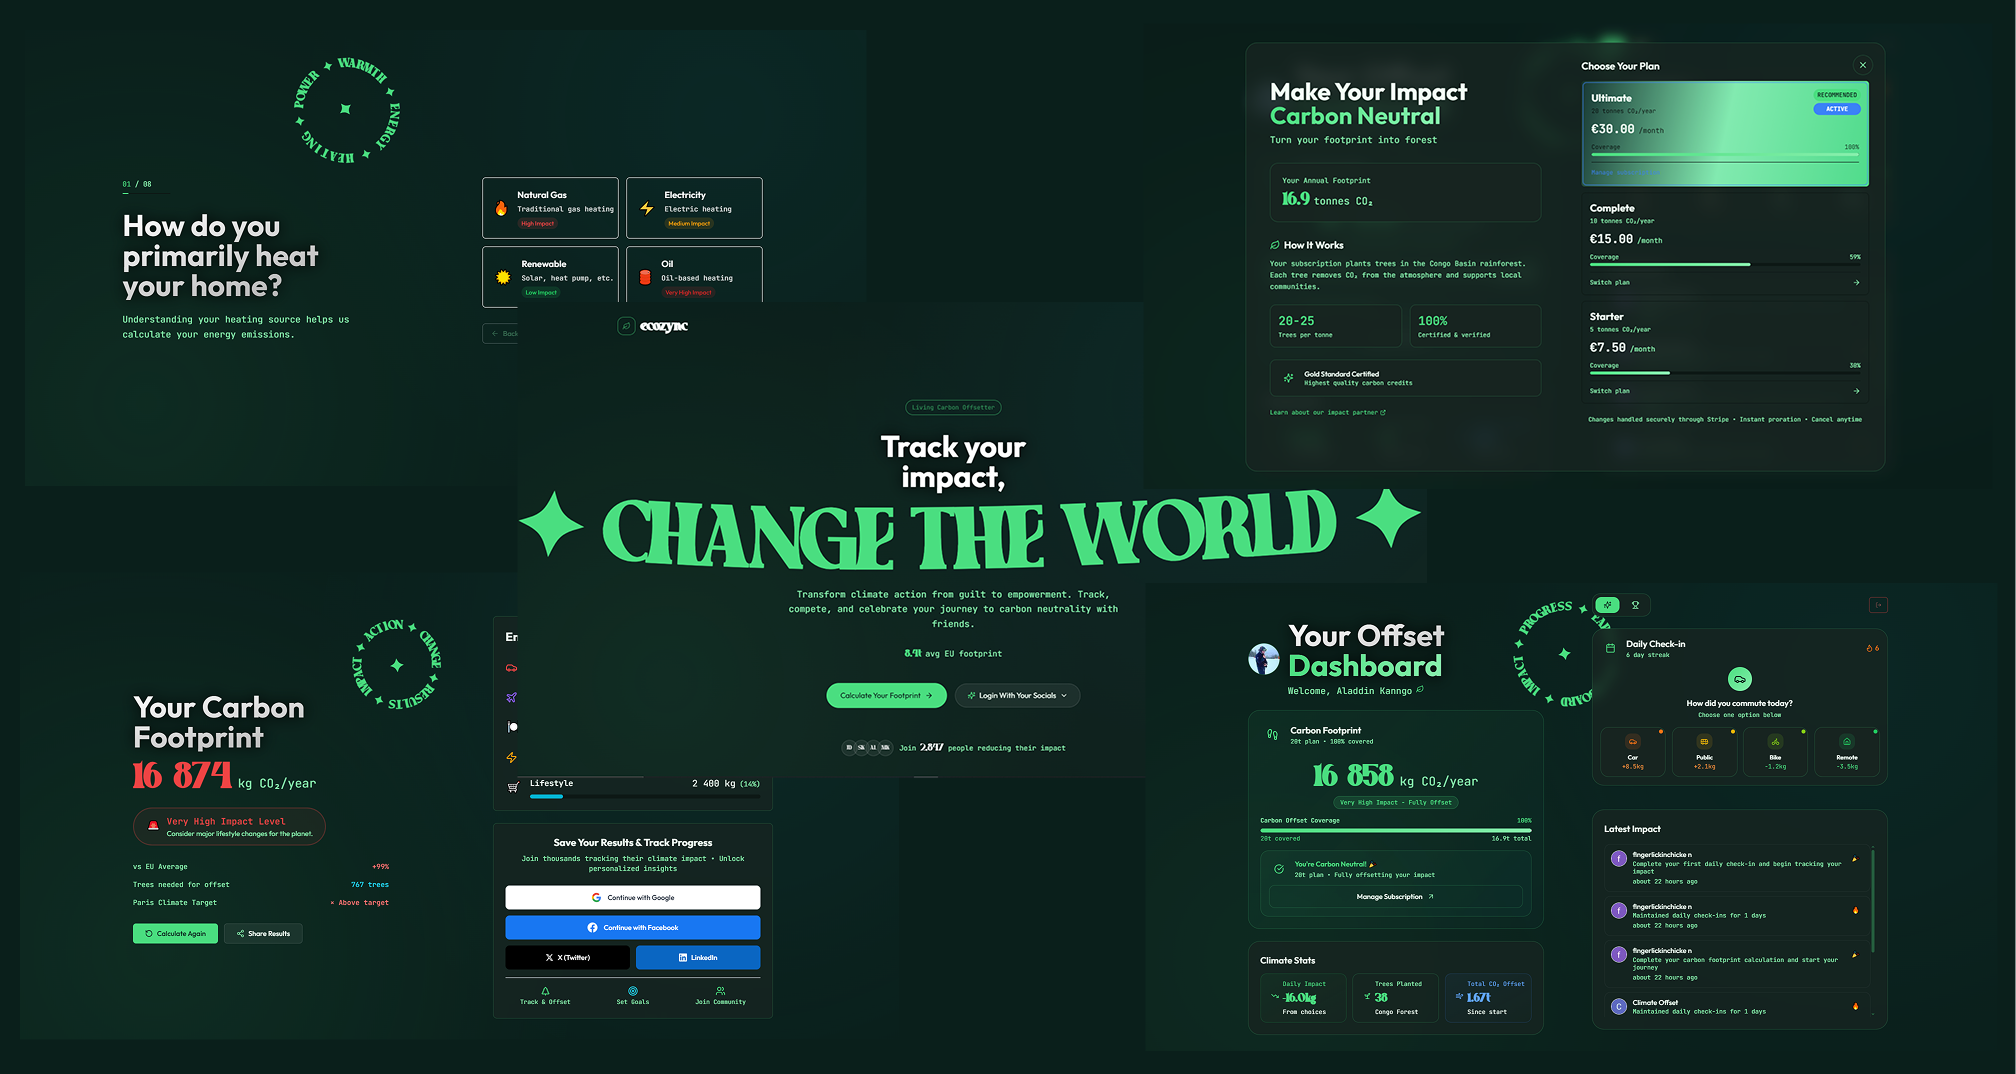 POWER ✦ WARMTH ✦ ENERGY ✦ HEATING ✦
01 / 08
How do you
primarily heat
your home?
Understanding your heating source helps us
calculate your energy emissions.
Natural Gas
Traditional gas heating
High Impact
Electricity
Electric heating
Medium Impact
Renewable
Solar, heat pump, etc.
Low Impact
Oil
Oil-based heating
Very High Impact
← Back
Make Your Impact
Carbon Neutral
Turn your footprint into forest
Your Annual Footprint
16.9 tonnes CO₂
How It Works
Your subscription plants trees in the Congo Basin rainforest.
Each tree removes CO₂ from the atmosphere and supports local
communities.
20-25
Trees per tonne
100%
Certified & verified
Gold Standard Certified
Highest quality carbon credits
Learn about our impact partner
Choose Your Plan
Ultimate
RECOMMENDED
20 tonnes CO₂/year
ACTIVE
€30.00 /month
Coverage
100%
Complete
10 tonnes CO₂/year
€15.00 /month
Coverage
59%
Switch plan →
Starter
5 tonnes CO₂/year
€7.50 /month
Coverage
30%
Switch plan →
Changes handled securely through Stripe • Instant proration • Cancel anytime
ecozync
Living Carbon Offsetter
Track your
impact,
✦ CHANGE THE WORLD ✦
Transform climate action from guilt to empowerment. Track,
compete, and celebrate your journey to carbon neutrality with
friends.
8.4t avg EU footprint
Calculate Your Footprint →
Login With Your Socials
Join 2,847 people reducing their impact
ACTION ✦ CHANGE ✦ RESULTS ✦ IMPACT ✦
Your Carbon
Footprint
16 874 kg CO₂/year
Very High Impact Level
Consider major lifestyle changes for the planet.
vs EU Average
+99%
Trees needed for offset
767 trees
Paris Climate Target
× Above target
Calculate Again
Share Results
En
Lifestyle
2 400 kg (14%)
Save Your Results & Track Progress
Join thousands tracking their climate impact • Unlock
personalized insights
Continue with Google
Continue with Facebook
X (Twitter)
LinkedIn
Track & Offset
Set Goals
Join Community
Your Offset
Dashboard
Welcome, Aladdin Kanngo
PROGRESS ✦ EAR
BOARD ✦ IMPACT ✦
Carbon Footprint
20t plan • 100% covered
16 858 kg CO₂/year
Very High Impact - Fully Offset
Carbon Offset Coverage
100%
20t covered
16.9t total
You're Carbon Neutral! 🎉
20t plan • Fully offsetting your impact
Manage Subscription ↗
Climate Stats
Daily Impact
-16.0kg
From choices
Trees Planted
38
Congo Forest
Total CO₂ Offset
1.67t
Since start
Daily Check-in
6 day streak
6
How did you commute today?
Choose one option below
Car
+8.5kg
Public
+2.1kg
Bike
-1.2kg
Remote
-3.5kg
Latest Impact
f
fingerlickinchicke n
Complete your first daily check-in and begin tracking your
impact
about 22 hours ago
f
fingerlickinchicke n
Maintained daily check-ins for 1 days
about 22 hours ago
f
fingerlickinchicke n
Complete your carbon footprint calculation and start your
journey
about 22 hours ago
C
Climate Offset
Maintained daily check-ins for 1 days